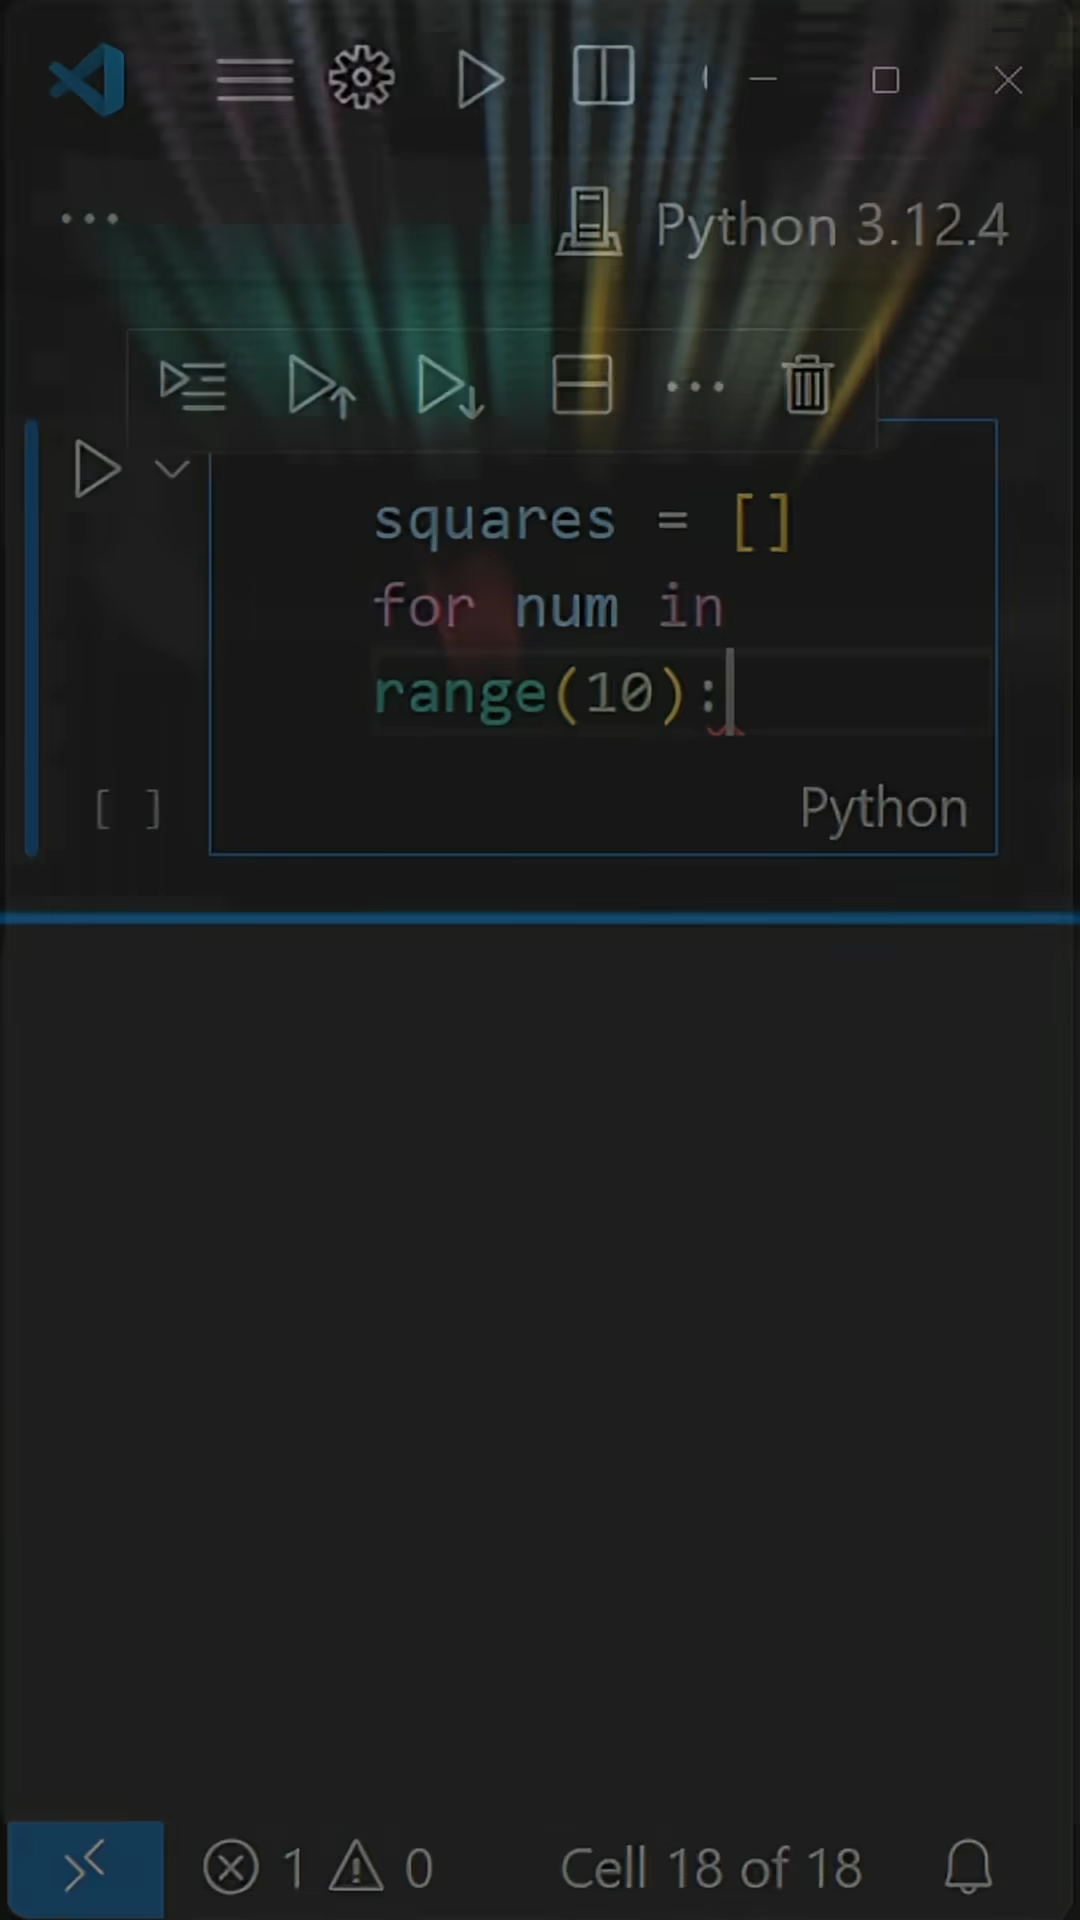 Python 3.12.4
squares = []
for num in
range(10):
[ ]
Python
1 0 Cell 18 of 18